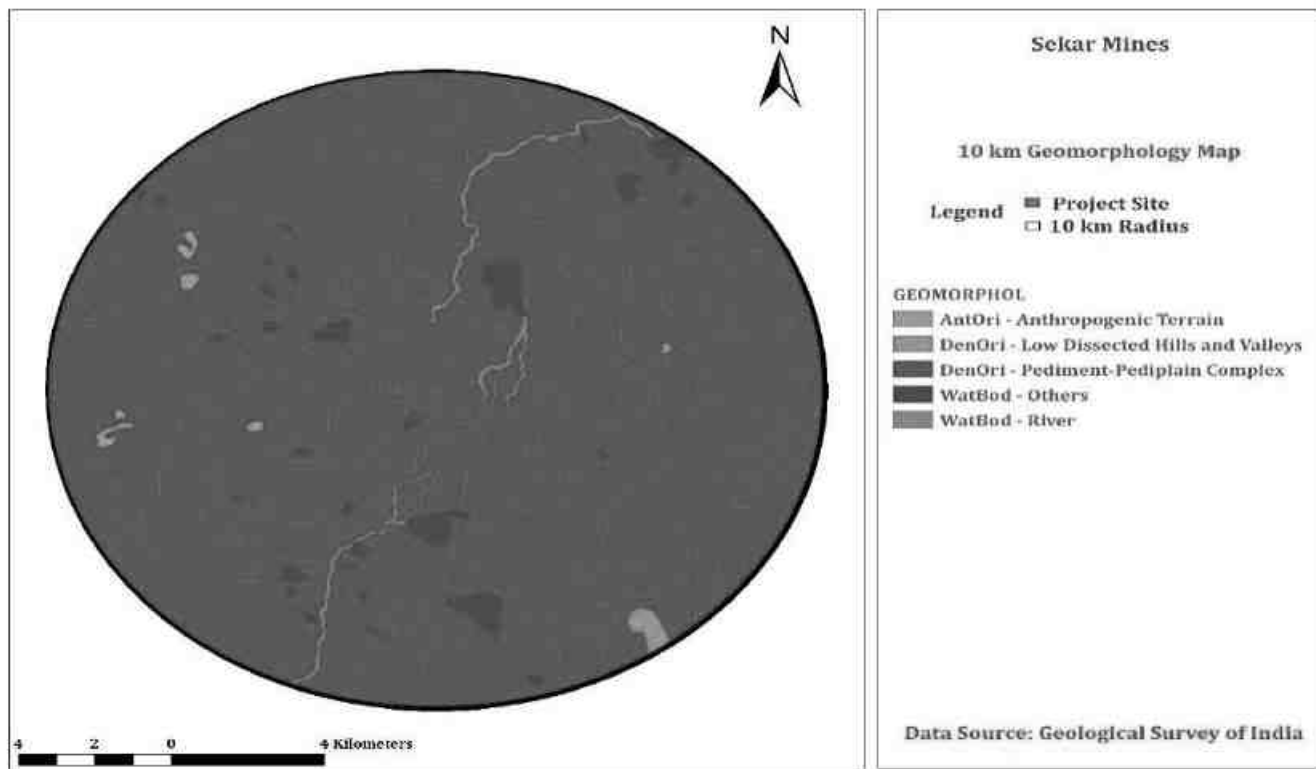 N
4 2 0 4 Kilometers
Sekar Mines
10 km Geomorphology Map
Legend
Project Site
10 km Radius
GEOMORPHOL
AntOri - Anthropogenic Terrain
DenOri - Low Dissected Hills and Valleys
DenOri - Pediment-Pediplain Complex
WatBod - Others
WatBod - River
Data Source: Geological Survey of India